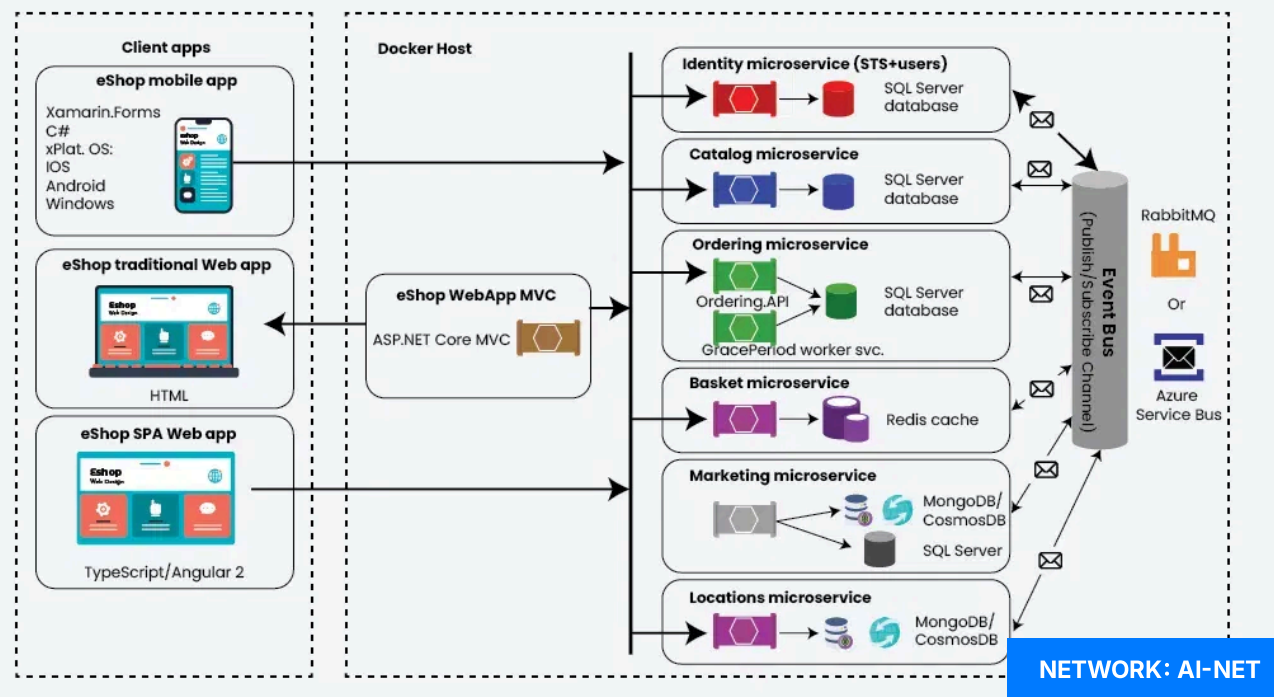 Client apps
eShop mobile app
Xamarin.Forms
C#
xPlat. OS:
IOS
Android
Windows
eshop
Web Design
eShop traditional Web app
Eshop
Web Design
HTML
eShop SPA Web app
Eshop
Web Design
TypeScript/Angular 2
Docker Host
eShop WebApp MVC
ASP.NET Core MVC
Identity microservice (STS+users)
SQL Server
database
Catalog microservice
SQL Server
database
Ordering microservice
Ordering.API
SQL Server
database
GracePeriod worker svc.
Basket microservice
Redis cache
Marketing microservice
MongoDB/
CosmosDB
SQL Server
Locations microservice
MongoDB/
CosmosDB
Event Bus
(Publish/Subscribe Channel)
RabbitMQ
Or
Azure
Service Bus
NETWORK: AI-NET